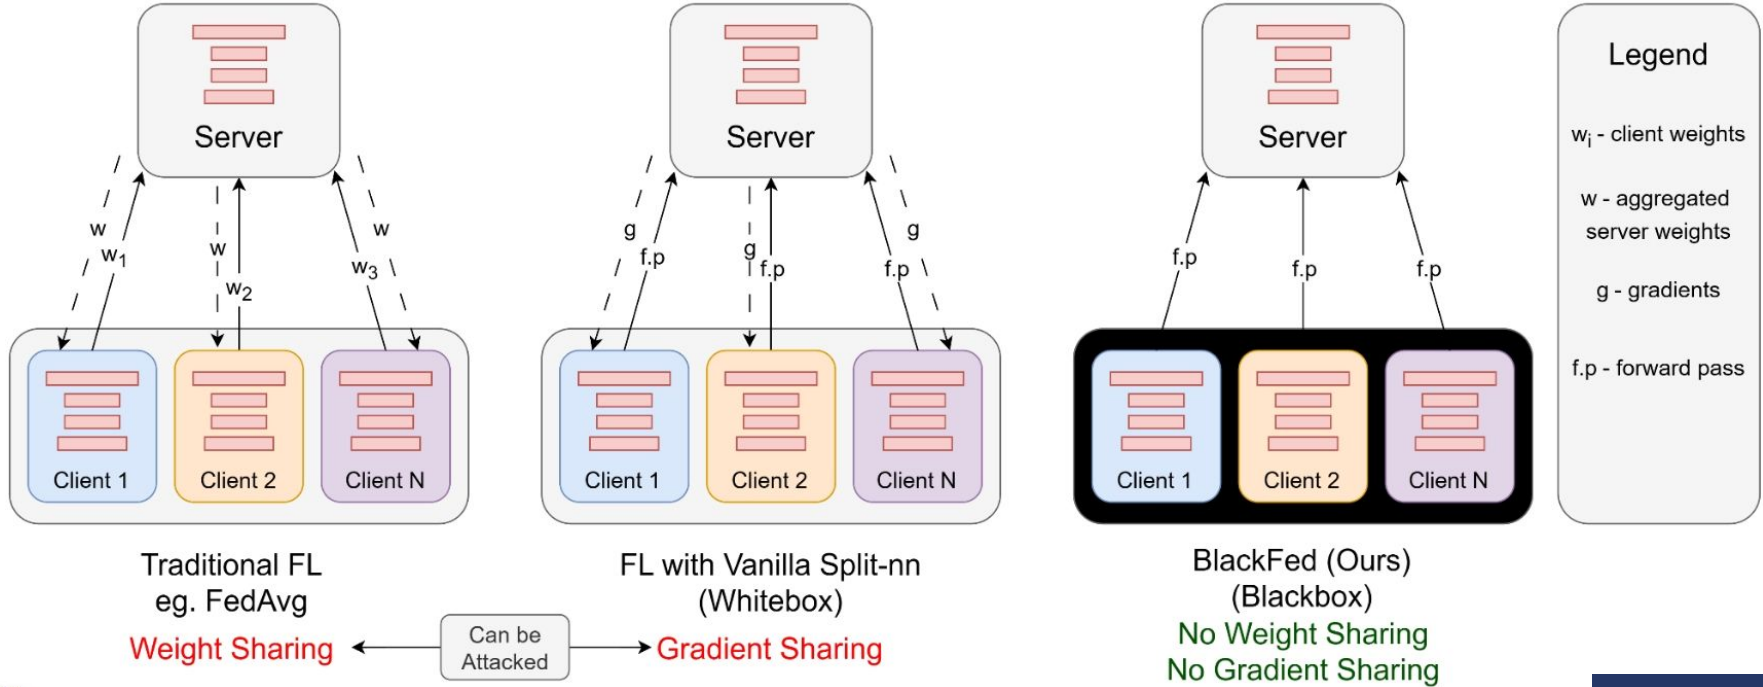 Server
w
w1
w
w2
w
w3
Client 1
Client 2
Client N
Traditional FL
eg. FedAvg
Weight Sharing
Server
g
f.p
g
f.p
g
f.p
Client 1
Client 2
Client N
FL with Vanilla Split-nn
(Whitebox)
Gradient Sharing
Can be
Attacked
Server
f.p
f.p
f.p
Client 1
Client 2
Client N
BlackFed (Ours)
(Blackbox)
No Weight Sharing
No Gradient Sharing
Legend
wi - client weights
w - aggregated
server weights
g - gradients
f.p - forward pass